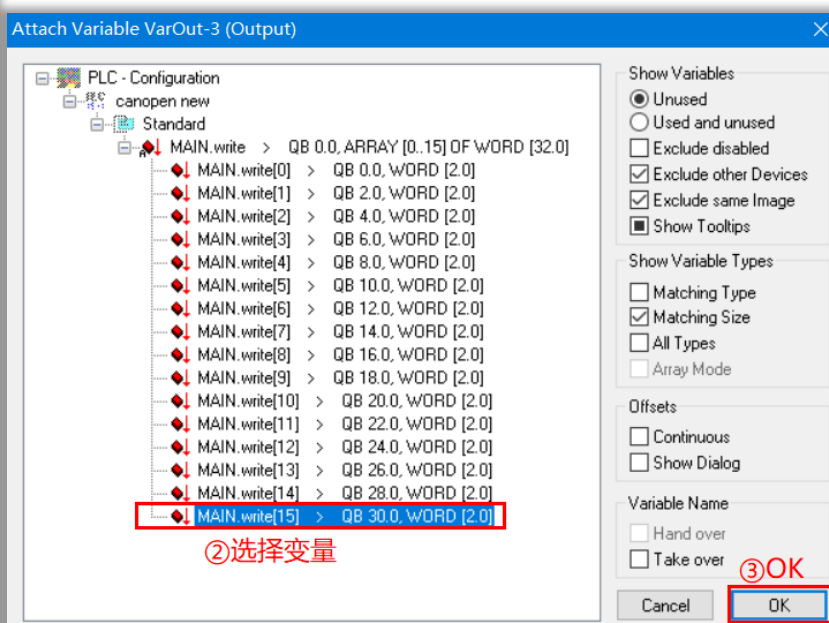 Attach Variable VarOut-3 (Output)
PLC - Configuration
canopen new
Standard
MAIN.write > QB 0.0, ARRAY [0..15] OF WORD [32.0]
MAIN.write[0] > QB 0.0, WORD [2.0]
MAIN.write[1] > QB 2.0, WORD [2.0]
MAIN.write[2] > QB 4.0, WORD [2.0]
MAIN.write[3] > QB 6.0, WORD [2.0]
MAIN.write[4] > QB 8.0, WORD [2.0]
MAIN.write[5] > QB 10.0, WORD [2.0]
MAIN.write[6] > QB 12.0, WORD [2.0]
MAIN.write[7] > QB 14.0, WORD [2.0]
MAIN.write[8] > QB 16.0, WORD [2.0]
MAIN.write[9] > QB 18.0, WORD [2.0]
MAIN.write[10] > QB 20.0, WORD [2.0]
MAIN.write[11] > QB 22.0, WORD [2.0]
MAIN.write[12] > QB 24.0, WORD [2.0]
MAIN.write[13] > QB 26.0, WORD [2.0]
MAIN.write[14] > QB 28.0, WORD [2.0]
MAIN.write[15] > QB 30.0, WORD [2.0]
②选择变量
Show Variables
Unused
Used and unused
Exclude disabled
Exclude other Devices
Exclude same Image
Show Tooltips
Show Variable Types
Matching Type
Matching Size
All Types
Array Mode
Offsets
Continuous
Show Dialog
Variable Name
Hand over
Take over
③OK
Cancel
OK